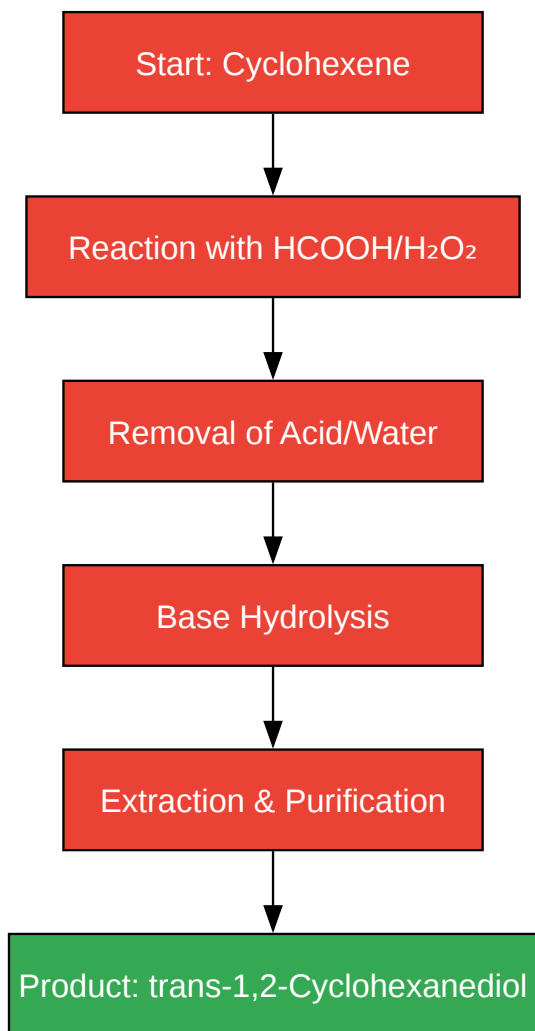 Start: Cyclohexene
Reaction with HCOOH/H₂O₂
Removal of Acid/Water
Base Hydrolysis
Extraction & Purification
Product: trans-1,2-Cyclohexanediol